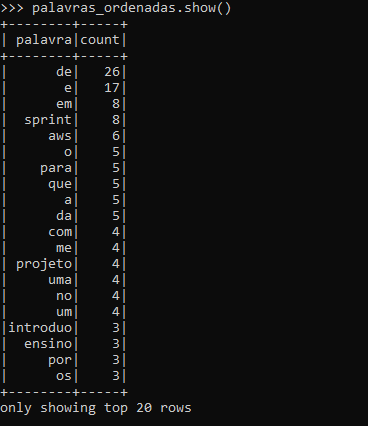 >>> palavras_ordenadas.show()
+--------+-----+
| palavra|count|
+--------+-----+
|      de|   26|
|       e|   17|
|      em|    8|
|  sprint|    8|
|     aws|    6|
|       o|    5|
|    para|    5|
|     que|    5|
|       a|    5|
|      da|    5|
|     com|    4|
|      me|    4|
| projeto|    4|
|     uma|    4|
|      no|    4|
|      um|    4|
|introduo|    3|
|  ensino|    3|
|     por|    3|
|      os|    3|
+--------+-----+
only showing top 20 rows